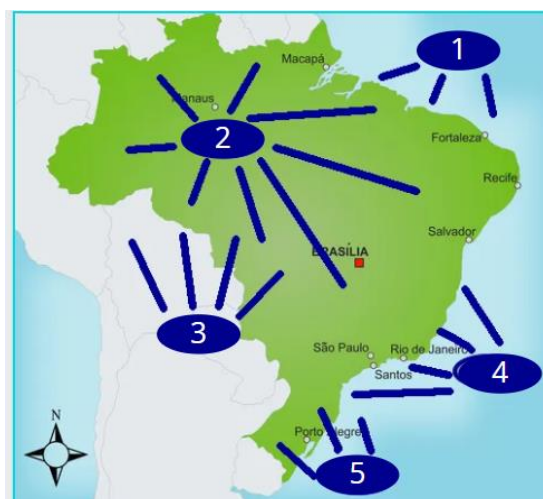 1
Macapá
Manaus
2
Fortaleza
Recife
Salvador
BRASÍLIA
3
São Paulo
Rio de Janeiro
Santos
4
N
Porto Alegre
5